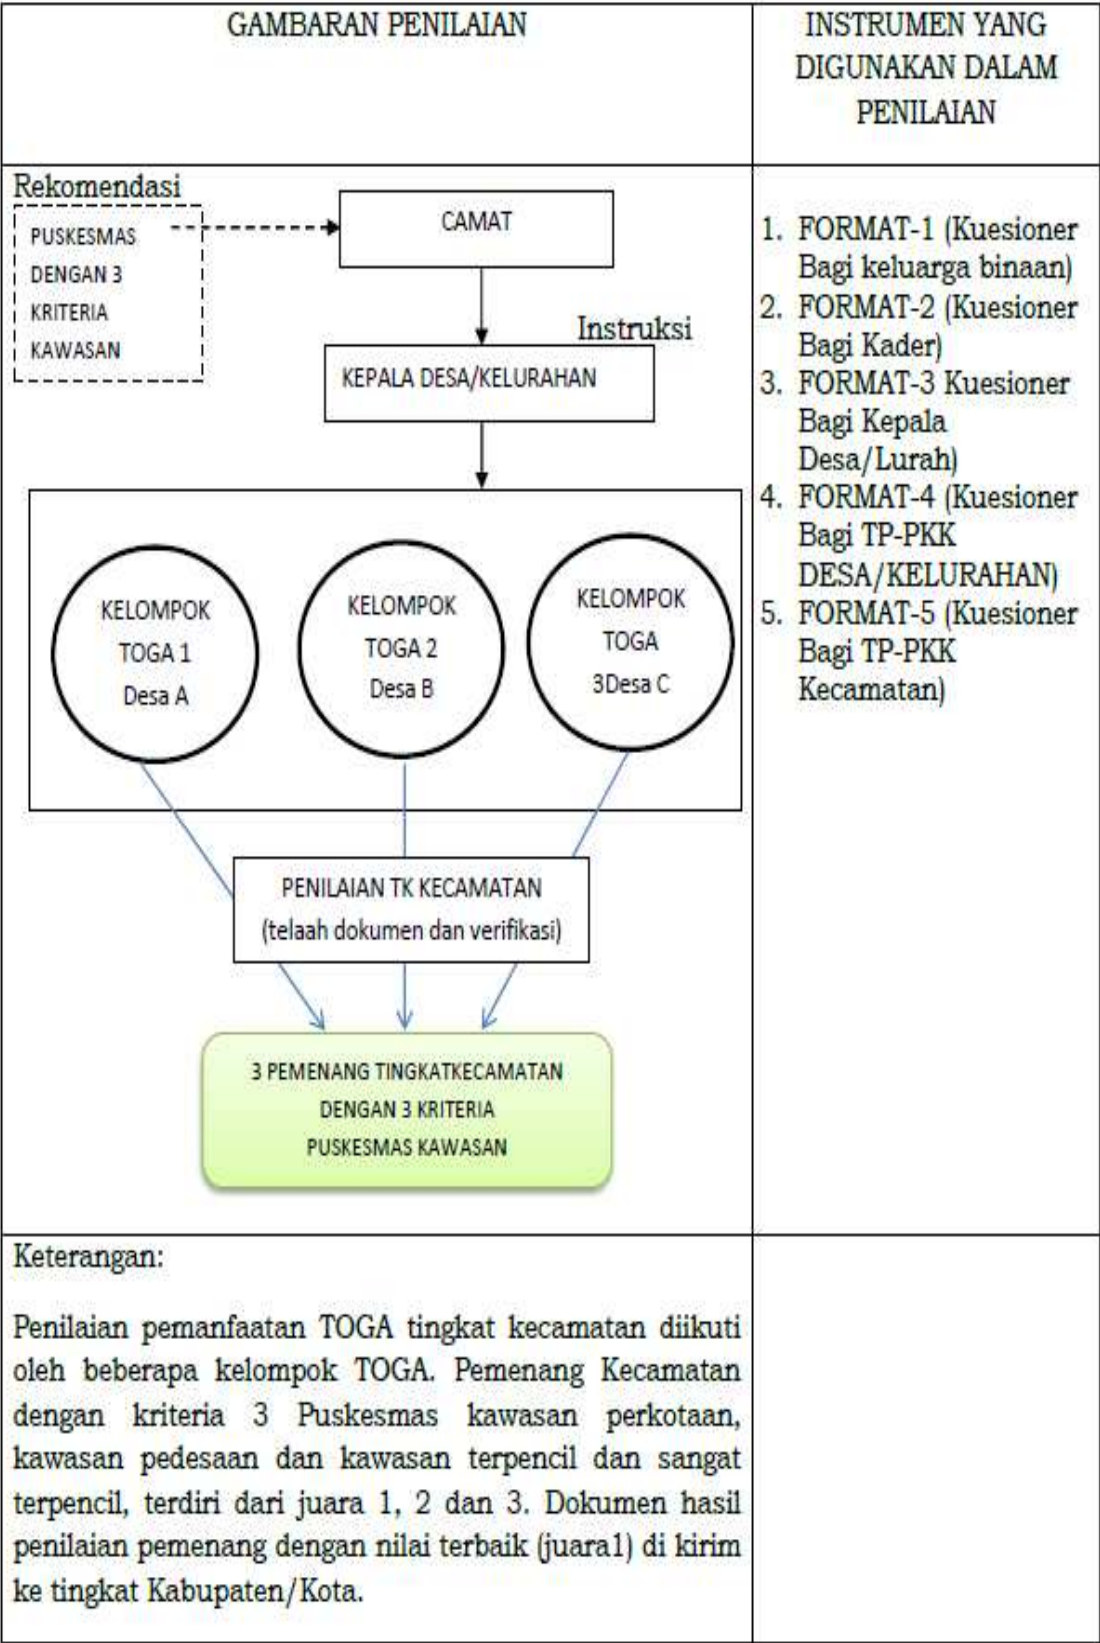 GAMBARAN PENILAIAN
INSTRUMEN YANG
DIGUNAKAN DALAM
PENILAIAN
Rekomendasi
PUSKESMAS
DENGAN 3
KRITERIA
KAWASAN
CAMAT
Instruksi
KEPALA DESA/KELURAHAN
KELOMPOK
TOGA 1
Desa A
KELOMPOK
TOGA 2
Desa B
KELOMPOK
TOGA
3Desa C
PENILAIAN TK KECAMATAN
(telaah dokumen dan verifikasi)
3 PEMENANG TINGKATKECAMATAN
DENGAN 3 KRITERIA
PUSKESMAS KAWASAN
1. FORMAT-1 (Kuesioner
Bagi keluarga binaan)
2. FORMAT-2 (Kuesioner
Bagi Kader)
3. FORMAT-3 Kuesioner
Bagi Kepala
Desa/Lurah)
4. FORMAT-4 (Kuesioner
Bagi TP-PKK
DESA/KELURAHAN)
5. FORMAT-5 (Kuesioner
Bagi TP-PKK
Kecamatan)
Keterangan:
Penilaian pemanfaatan TOGA tingkat kecamatan diikuti
oleh beberapa kelompok TOGA. Pemenang Kecamatan
dengan kriteria 3 Puskesmas kawasan perkotaan,
kawasan pedesaan dan kawasan terpencil dan sangat
terpencil, terdiri dari juara 1, 2 dan 3. Dokumen hasil
penilaian pemenang dengan nilai terbaik (juara1) di kirim
ke tingkat Kabupaten/Kota.